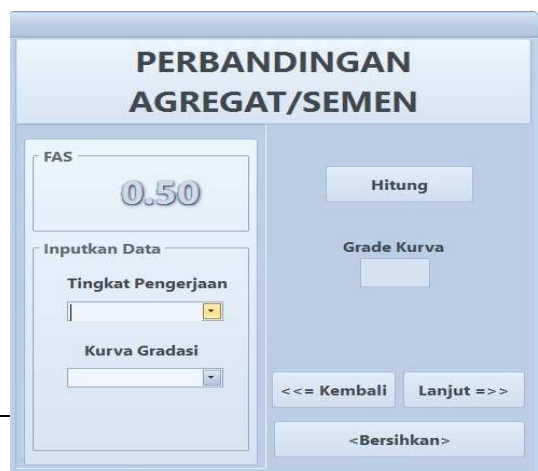 PERBANDINGAN
AGREGAT/SEMEN
FAS
0.50
Inputkan Data
Tingkat Pengerjaan
Kurva Gradasi
Hitung
Grade Kurva
<<= Kembali
Lanjut =>>
<Bersihkan>